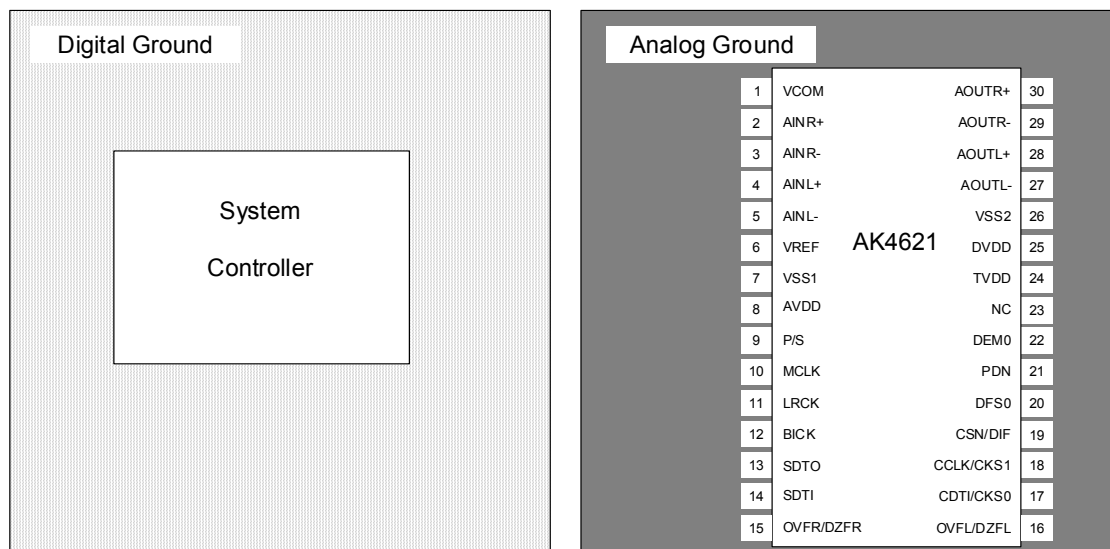 Digital Ground
System
Controller
Analog Ground
AK4621
1 VCOM AOUTR+ 30
2 AINR+ AOUTR- 29
3 AINR- AOUTL+ 28
4 AINL+ AOUTL- 27
5 AINL- VSS2 26
6 VREF DVDD 25
7 VSS1 TVDD 24
8 AVDD NC 23
9 P/S DEM0 22
10 MCLK PDN 21
11 LRCK DFS0 20
12 BICK CSN/DIF 19
13 SDTO CCLK/CKS1 18
14 SDTI CDTI/CKS0 17
15 OVFR/DZFR OVFL/DZFL 16